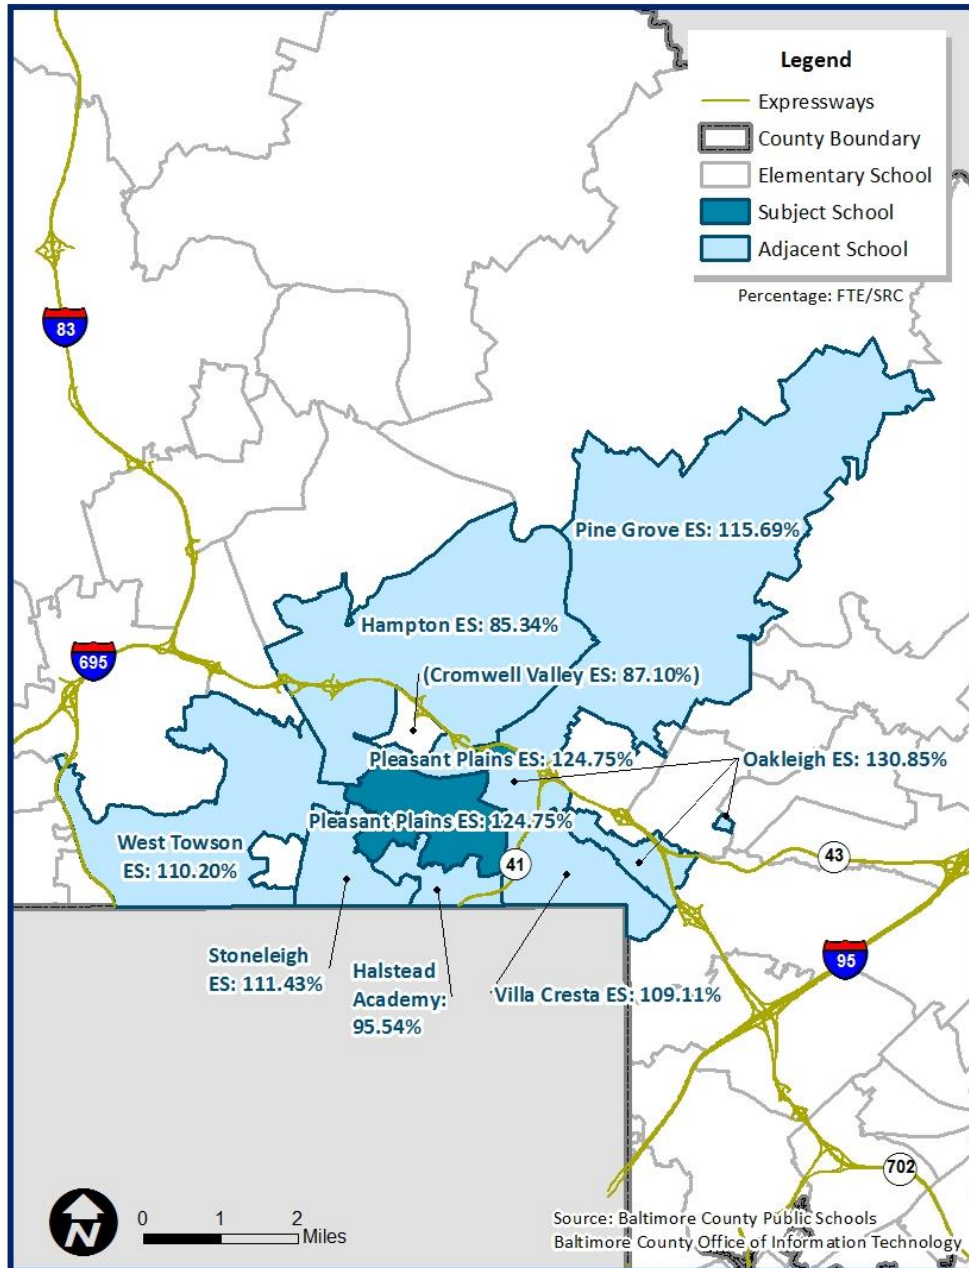 Legend
Expressways
County Boundary
Elementary School
Subject School
Adjacent School
Percentage: FTE/SRC
83
Pine Grove ES: 115.69%
Hampton ES: 85.34%
695
(Cromwell Valley ES: 87.10%)
Pleasant Plains ES: 124.75%
Oakleigh ES: 130.85%
Pleasant Plains ES: 124.75%
West Towson
ES: 110.20%
41
43
Stoneleigh
ES: 111.43%
Halstead
Academy:
95.54%
Villa Cresta ES: 109.11%
95
702
N
0 1 2
Miles
Source: Baltimore County Public Schools
Baltimore County Office of Information Technology